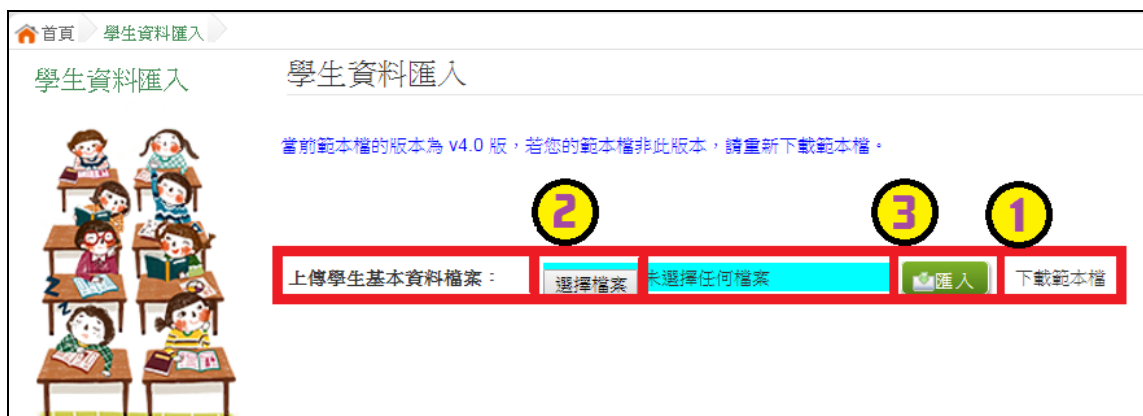 首頁 學生資料匯入
學生資料匯入
學生資料匯入
當前範本檔的版本為 v4.0 版，若您的範本檔非此版本，請重新下載範本檔。
2 3 1
上傳學生基本資料檔案： 選擇檔案 未選擇任何檔案 匯入 下載範本檔